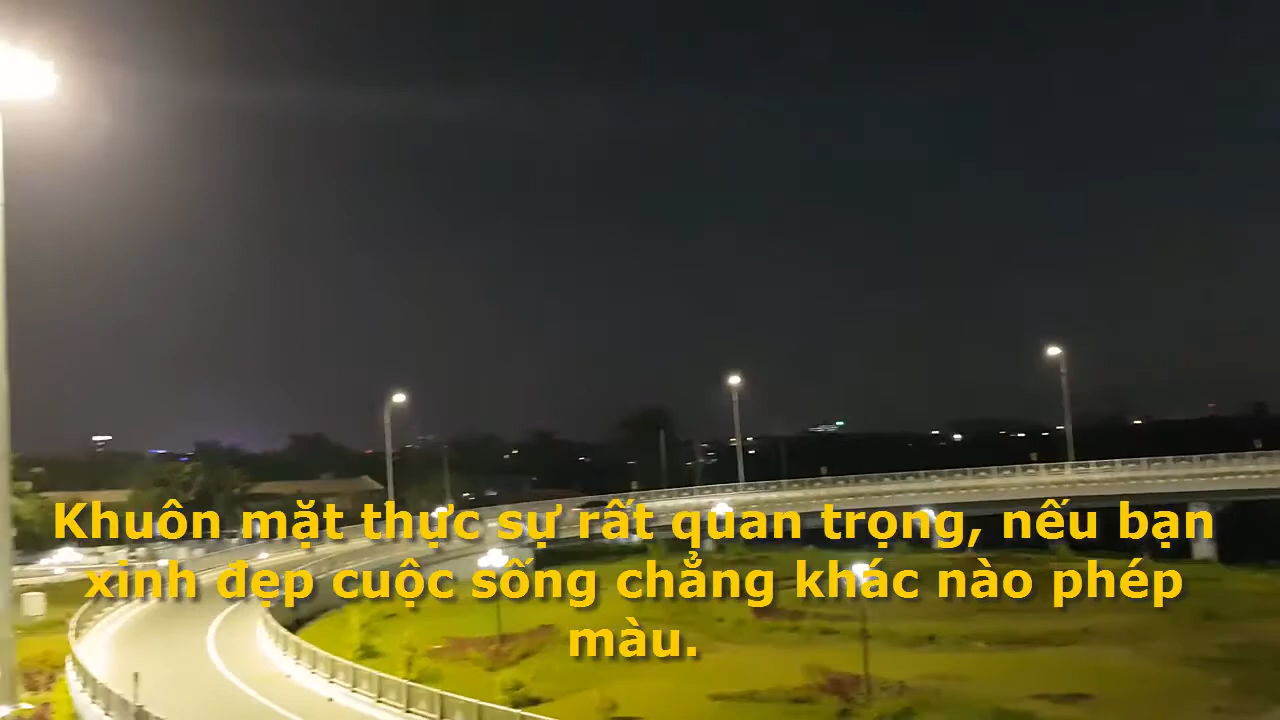 Khuôn mặt thực sự rất quan trọng, nếu bạn
xinh đẹp cuộc sống chẳng khác nào phép
màu.